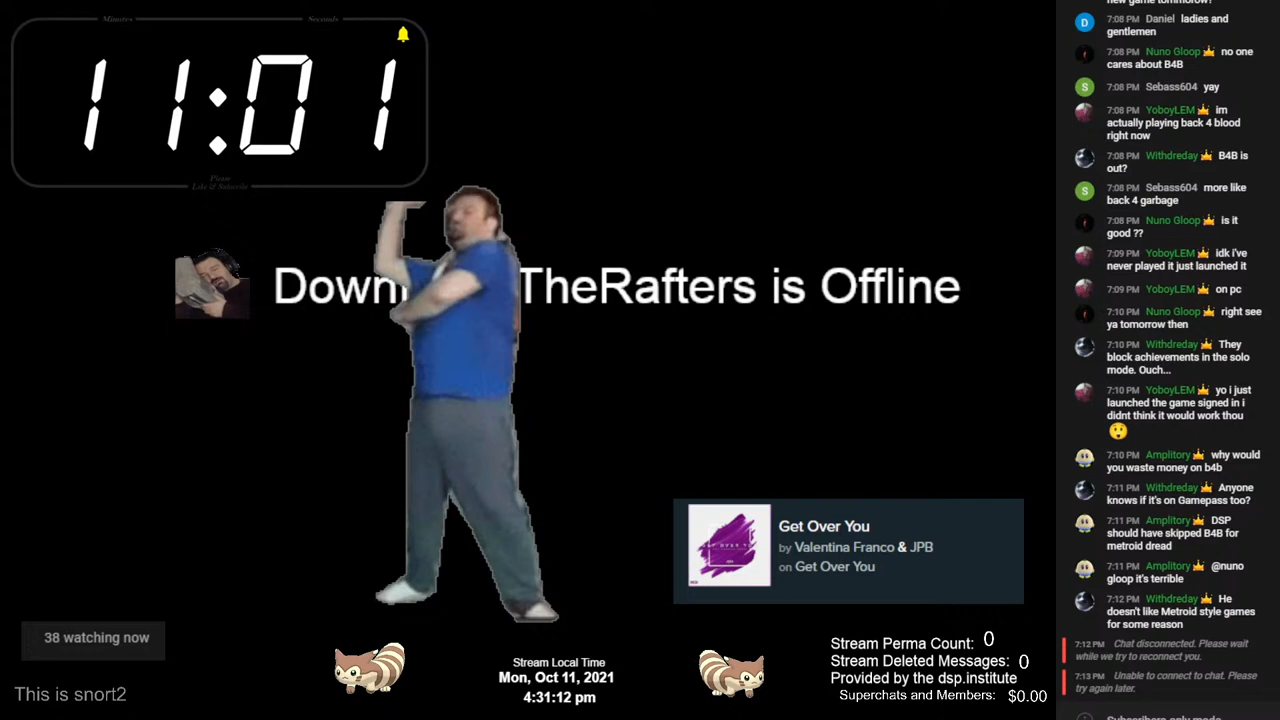 Minutes
Seconds
11:01
Please
Like & Subscribe
Down TheRafters is Offline
Get Over You
by Valentina Franco & JPB
on Get Over You
38 watching now
This is snort2
Stream Local Time
Mon, Oct 11, 2021
4:31:12 pm
Stream Perma Count: 0
Stream Deleted Messages: 0
Provided by the dsp.institute
Superchats and Members: $0.00
new game tommorow?
7:08 PM Daniel ladies and
gentlemen
7:08 PM Nuno Gloop no one
cares about B4B
7:08 PM Sebass604 yay
7:08 PM YoboyLEM im
actually playing back 4 blood
right now
7:08 PM Withdreday B4B is
out?
7:08 PM Sebass604 more like
back 4 garbage
7:08 PM Nuno Gloop is it
good ??
7:09 PM YoboyLEM idk i've
never played it just launched it
7:09 PM YoboyLEM on pc
7:10 PM Nuno Gloop right see
ya tomorrow then
7:10 PM Withdreday They
block achievements in the solo
mode. Ouch...
7:10 PM YoboyLEM yo i just
launched the game signed in i
didnt think it would work thou
7:10 PM Amplitory why would
you waste money on b4b
7:11 PM Withdreday Anyone
knows if it's on Gamepass too?
7:11 PM Amplitory DSP
should have skipped B4B for
metroid dread
7:11 PM Amplitory @nuno
gloop it's terrible
7:12 PM Withdreday He
doesn't like Metroid style games
for some reason
7:12 PM Chat disconnected. Please wait
while we try to reconnect you.
7:13 PM Unable to connect to chat. Please
try again later.
Subscribers-only mode